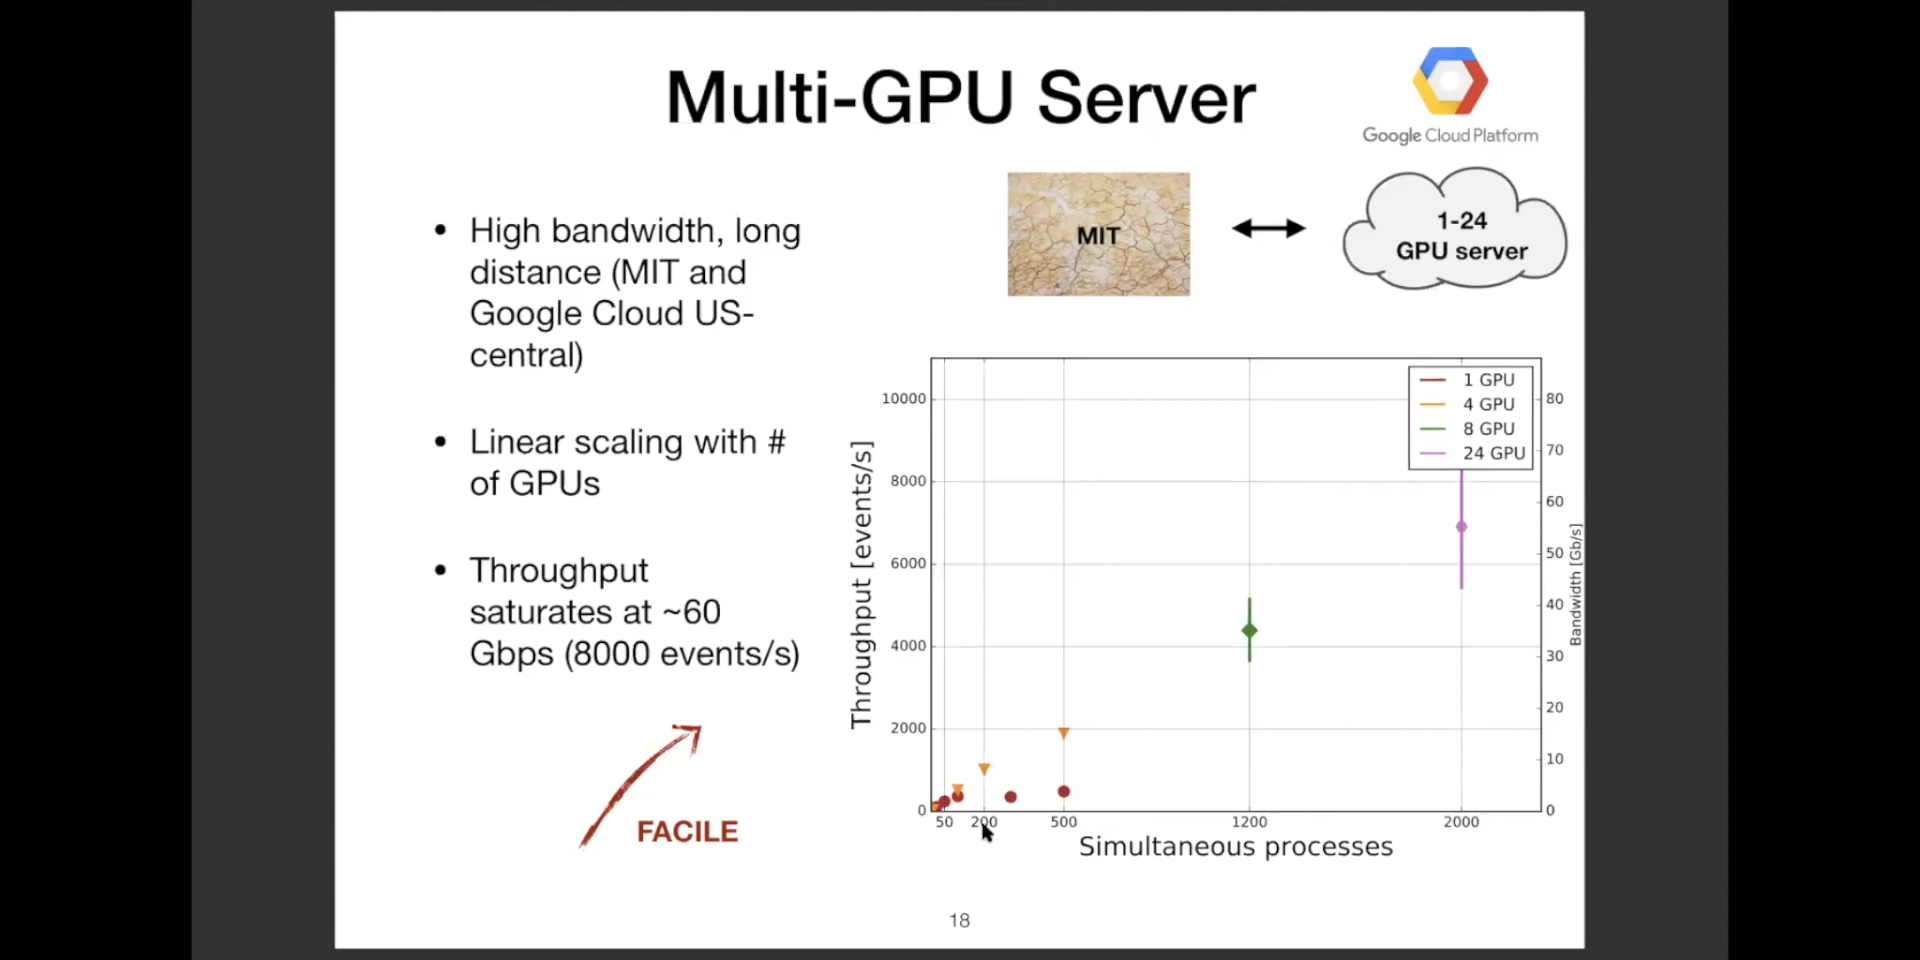 Multi-GPU Server
Google Cloud Platform
MIT
1-24
GPU server
• High bandwidth, long
distance (MIT and
Google Cloud US-
central)
• Linear scaling with #
of GPUs
• Throughput
saturates at ~60
Gbps (8000 events/s)
FACILE
1 GPU
4 GPU
8 GPU
24 GPU
Throughput [events/s]
10000
8000
6000
4000
2000
0
80
70
60
50
40
30
20
10
0
Bandwidth [Gb/s]
50 200 500 1200 2000
Simultaneous processes
18